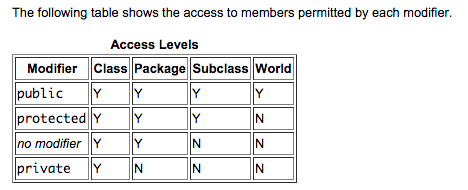 The following table shows the access to members permitted by each modifier.
Access Levels
Modifier Class Package Subclass World
public Y Y Y Y
protected Y Y Y N
no modifier Y Y N N
private Y N N N